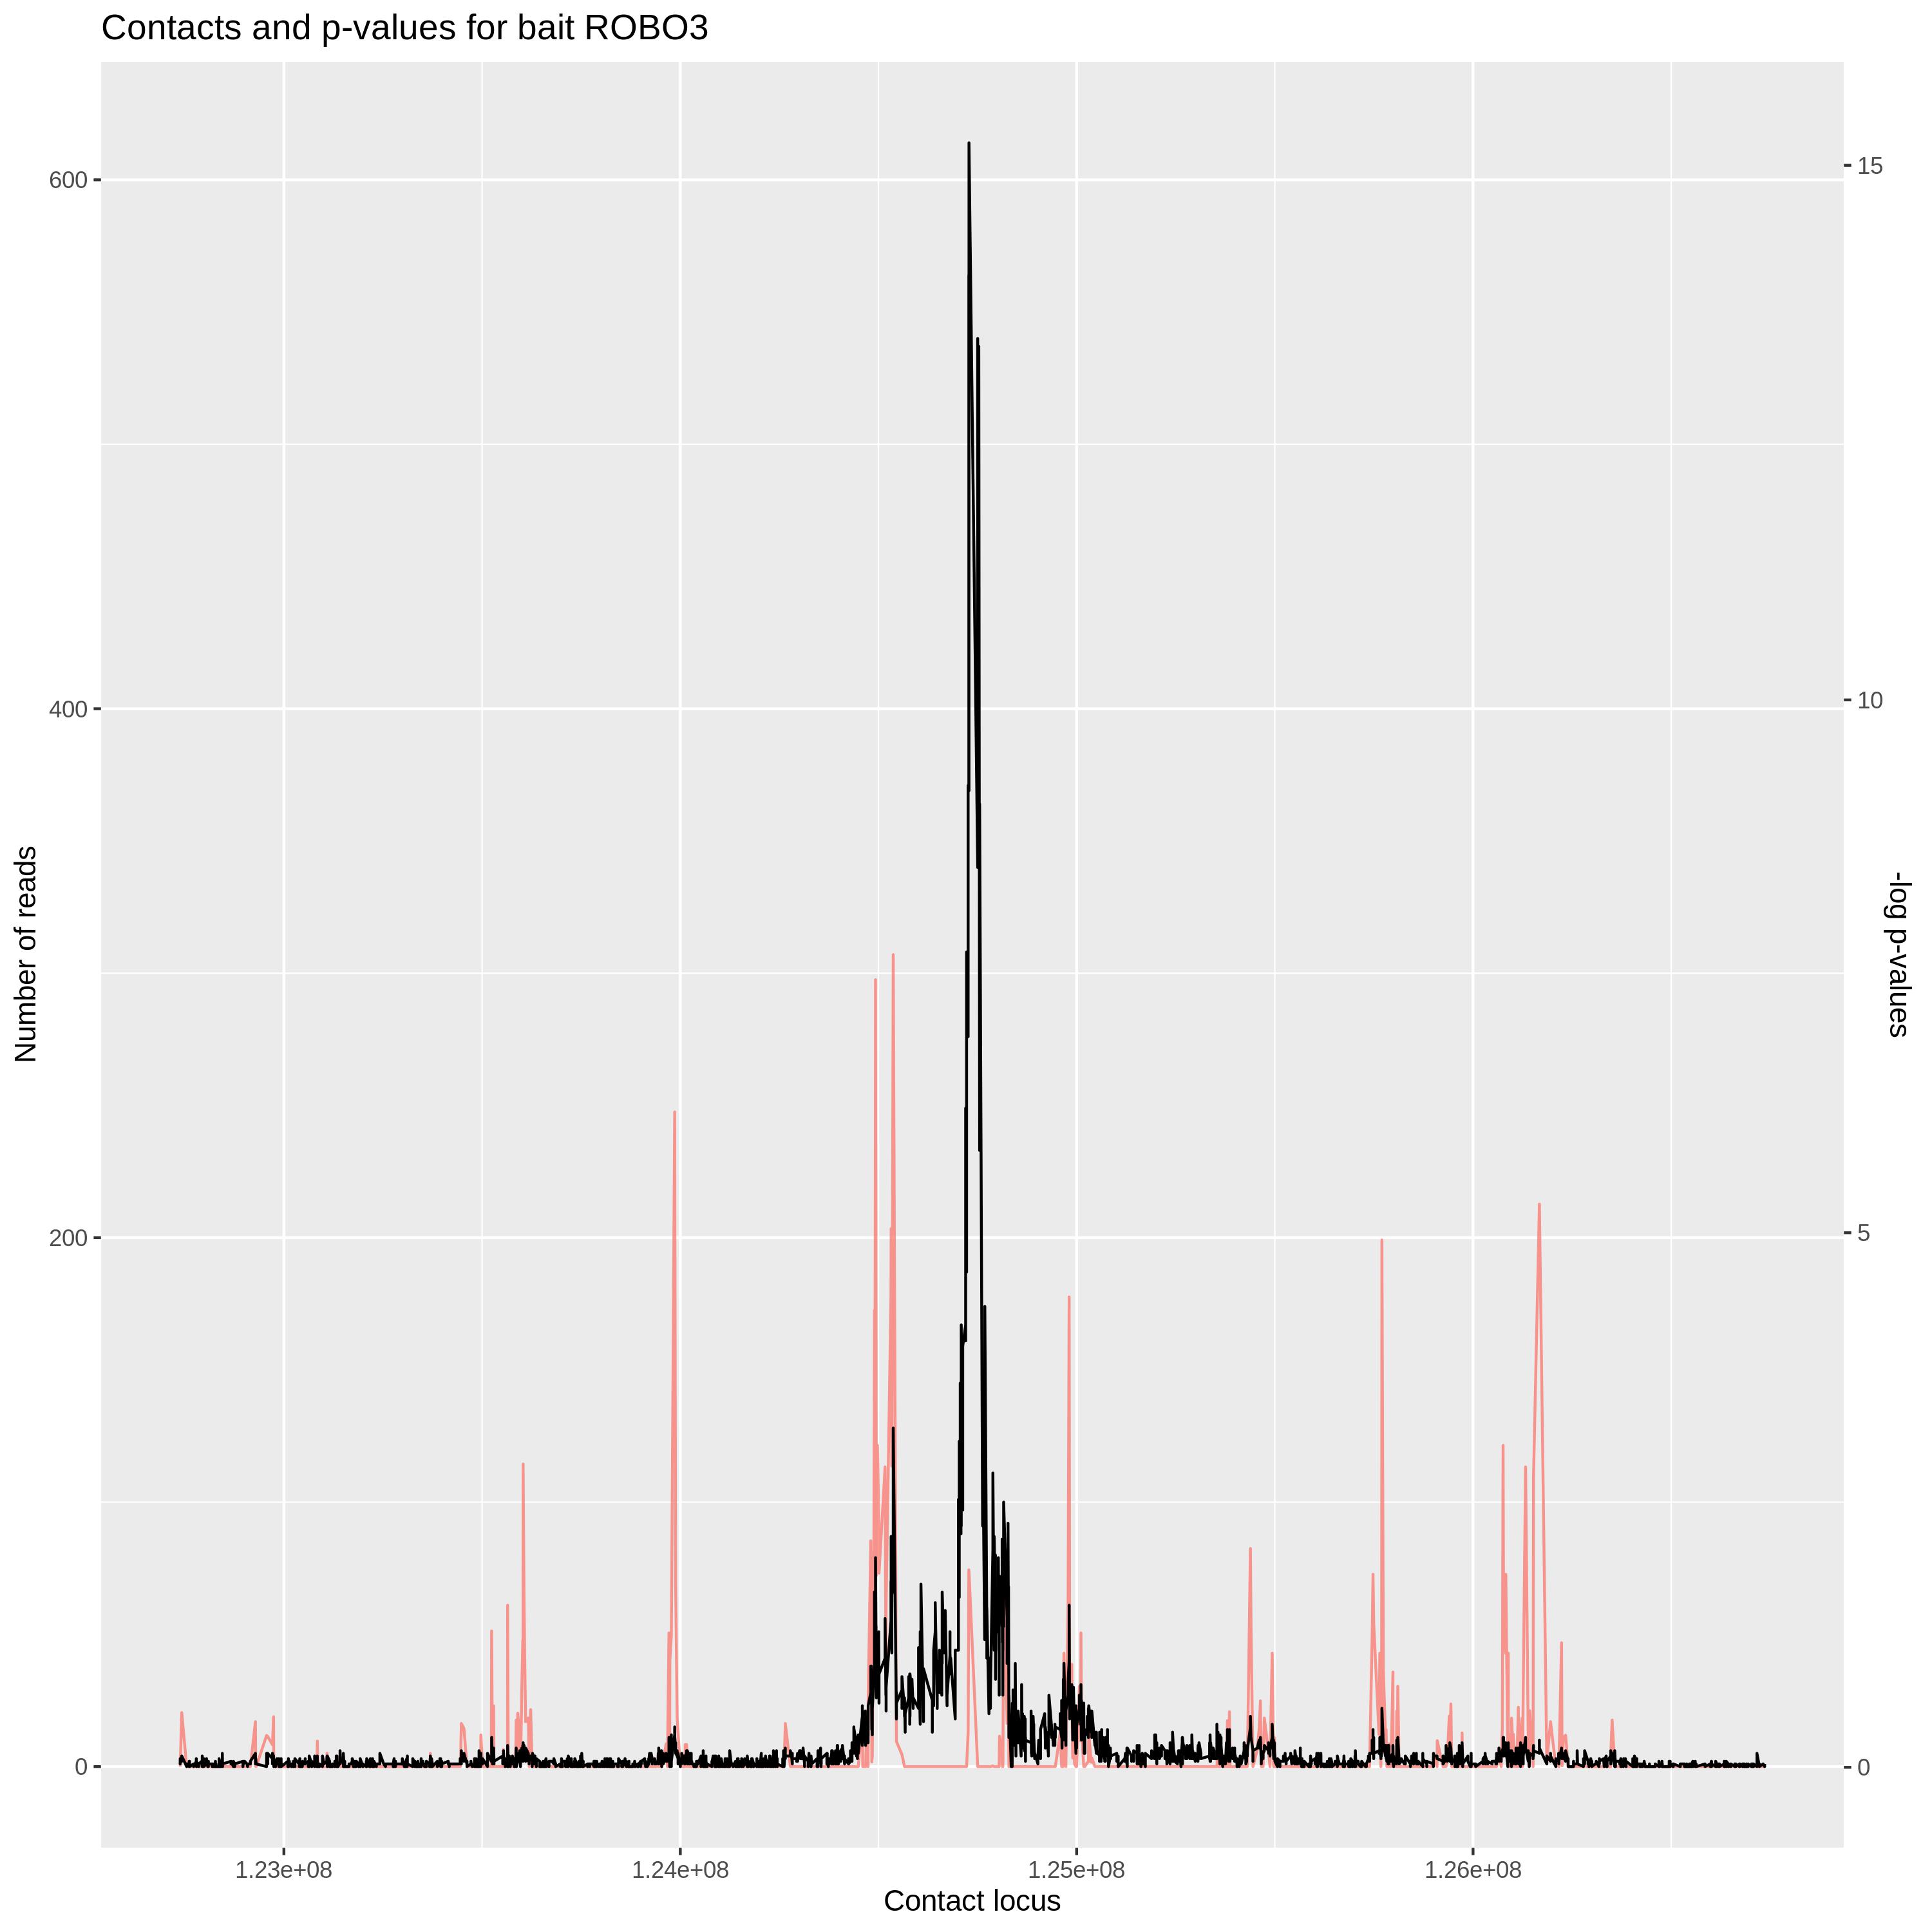 Contacts and p-values for bait ROBO3
600
400
200
0
Number of reads
15
10
5
0
-log p-values
1.23e+08
1.24e+08
1.25e+08
1.26e+08
Contact locus